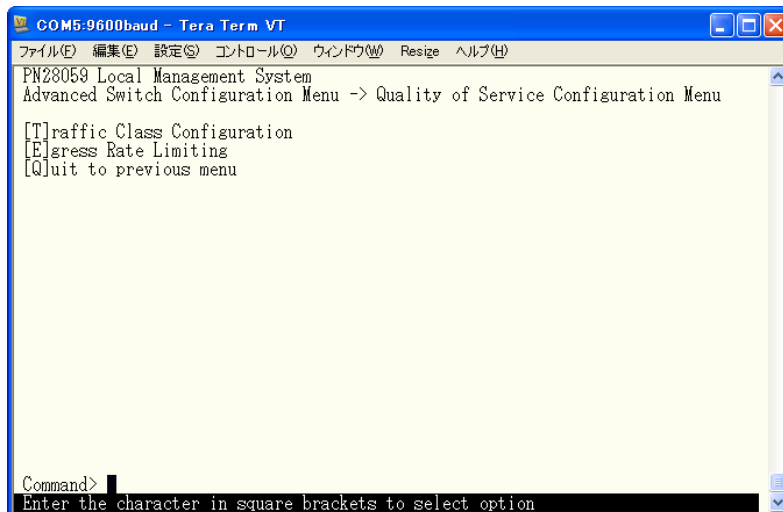 COM5:9600baud - Tera Term VT
ファイル(F) 編集(E) 設定(S) コントロール(O) ウィンドウ(W) Resize ヘルプ(H)
PN28059 Local Management System
Advanced Switch Configuration Menu -> Quality of Service Configuration Menu
[T]raffic Class Configuration
[E]gress Rate Limiting
[Q]uit to previous menu
Command>
Enter the character in square brackets to select option